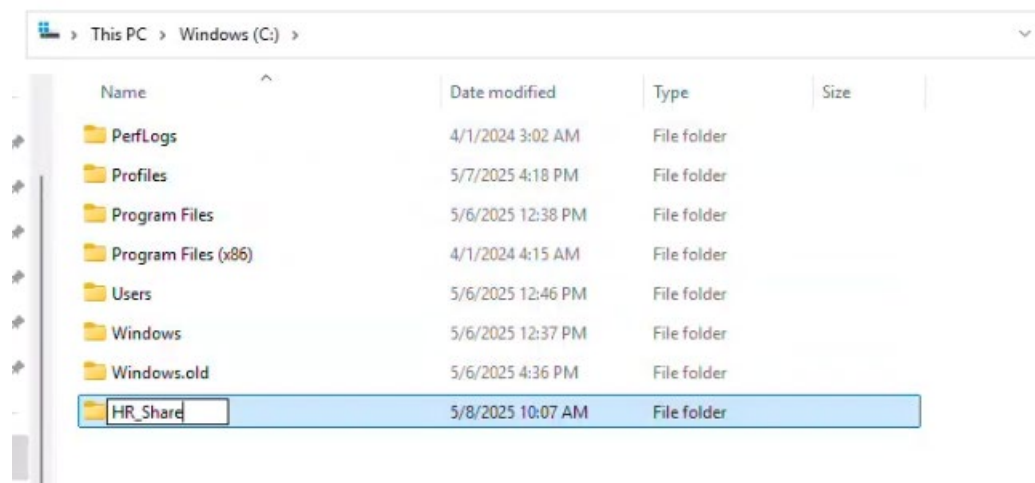 This PC > Windows (C:) >
Name Date modified Type Size
PerfLogs 4/1/2024 3:02 AM File folder
Profiles 5/7/2025 4:18 PM File folder
Program Files 5/6/2025 12:38 PM File folder
Program Files (x86) 4/1/2024 4:15 AM File folder
Users 5/6/2025 12:46 PM File folder
Windows 5/6/2025 12:37 PM File folder
Windows.old 5/6/2025 4:36 PM File folder
HR_Share 5/8/2025 10:07 AM File folder